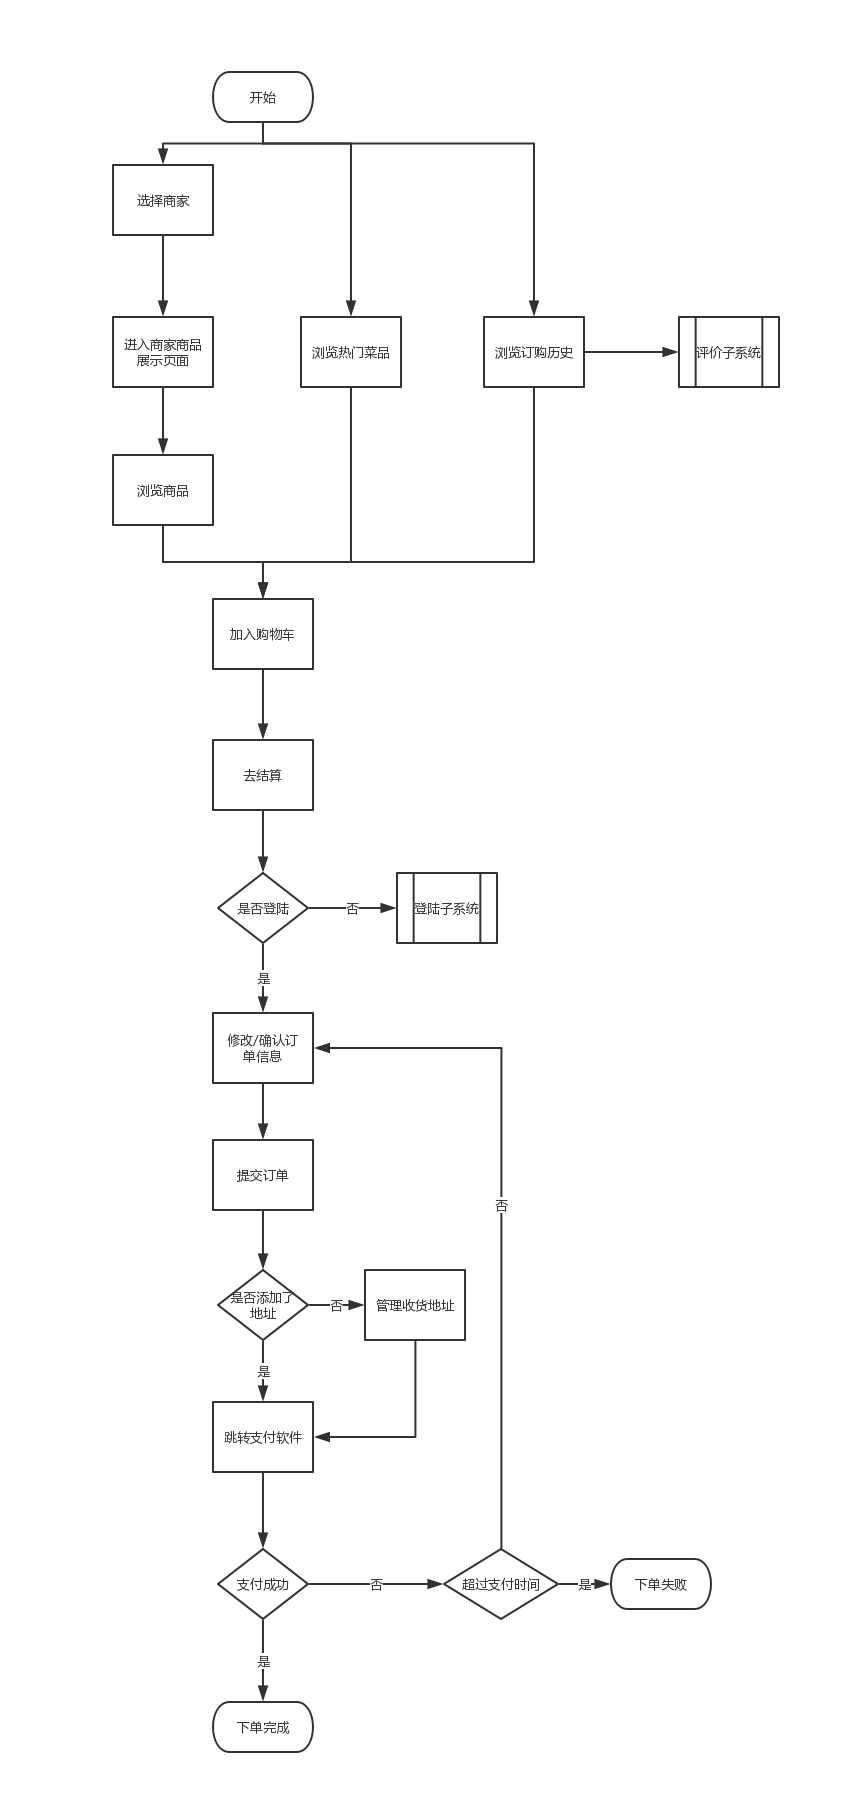 开始
选择商家
进入商家商品
展示页面
浏览热门菜品
浏览订购历史
评价子系统
浏览商品
加入购物车
去结算
是否登陆
否
登陆子系统
是
修改/确认订
单信息
提交订单
否
是否添加了
地址
否
管理收货地址
是
跳转支付软件
支付成功
否
超过支付时间
是
下单失败
是
下单完成